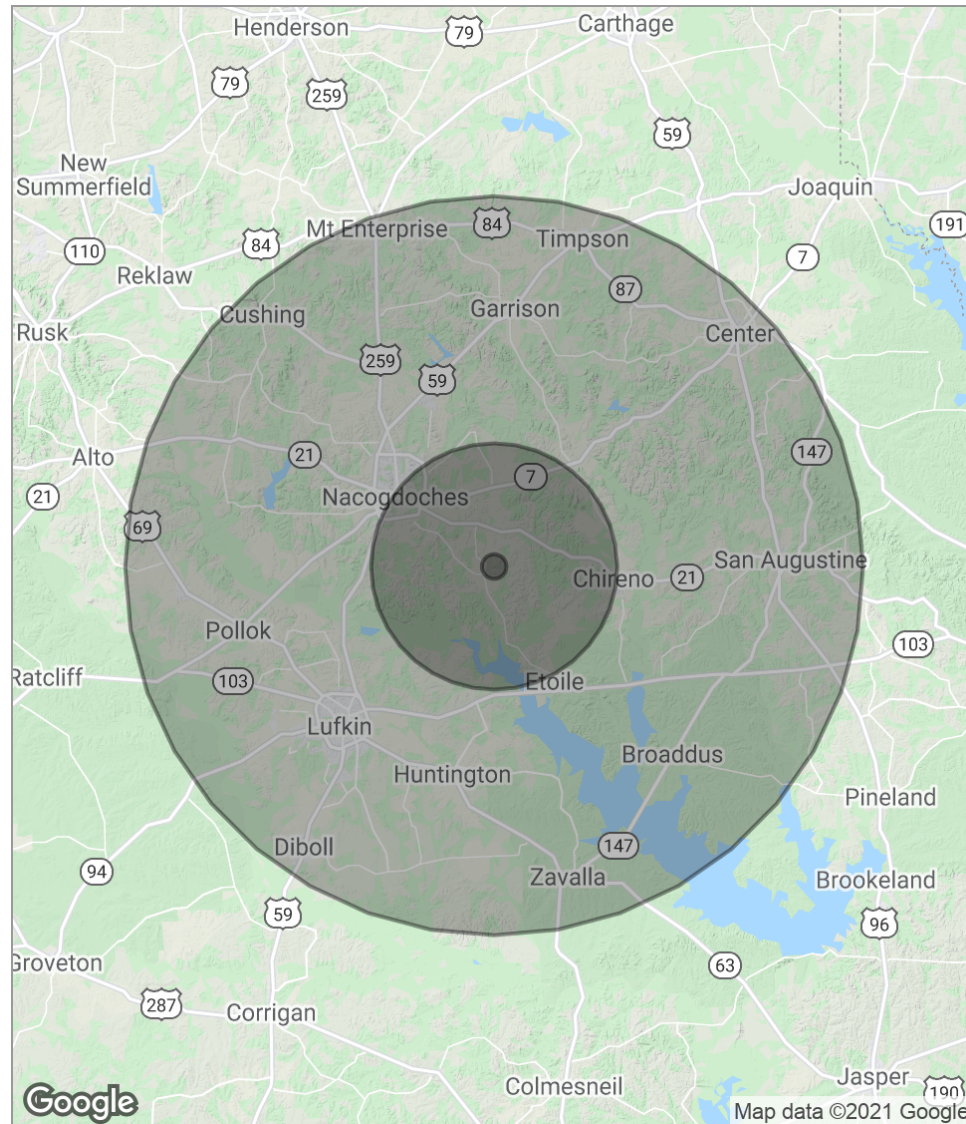 Henderson
79
Carthage
79
259
59
New
Summerfield
Joaquin
Mt Enterprise
84
Timpson
191
110
84
7
Reklaw
87
Cushing
Garrison
Rusk
Center
259
59
21
147
Alto
7
21
Nacogdoches
69
San Augustine
Chireno
21
Pollok
103
Ratcliff
103
Etoile
Lufkin
Broaddus
Huntington
Pineland
Diboll
147
94
Zavalla
Brookeland
59
96
Groveton
63
287
Corrigan
Jasper
Colmesneil
190
Google
Map data ©2021 Google